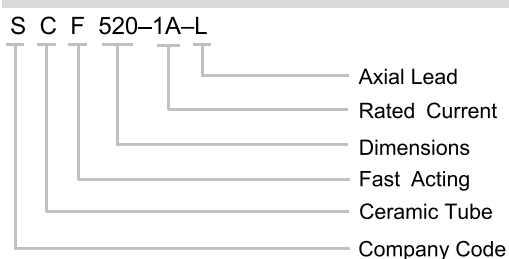 S C F 520–1A–L
Axial Lead
Rated Current
Dimensions
Fast Acting
Ceramic Tube
Company Code